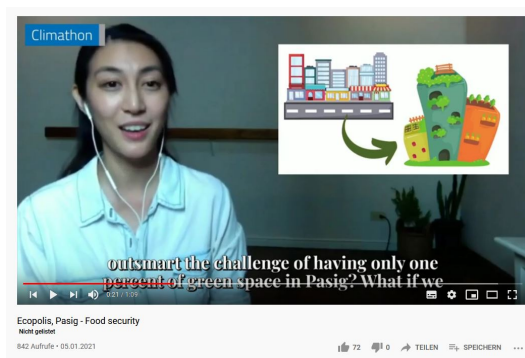 Climathon
outsmart the challenge of having only one
percent of green space in Pasig? What if we
0:21 / 1:09
Ecopolis, Pasig - Food security
Nicht gelistet
842 Aufrufe • 05.01.2021
72
0
TEILEN
SPEICHERN